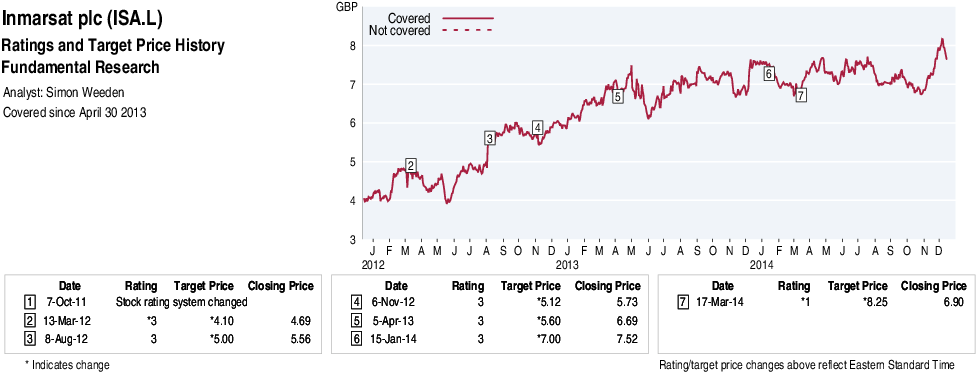 Inmarsat plc (ISA.L)
Ratings and Target Price History
Fundamental Research
Analyst: Simon Weeden
Covered since April 30 2013
GBP
Covered
Not covered
8
7
6
5
4
3
2
3
4
5
6
7
J F M A M J J A S O N D J F M A M J J A S O N D J F M A M J J A S O N D
2012 2013 2014
Date Rating Target Price Closing Price
1 7-Oct-11 Stock rating system changed
2 13-Mar-12 *3 *4.10 4.69
3 8-Aug-12 3 *5.00 5.56
Date Rating Target Price Closing Price
4 6-Nov-12 3 *5.12 5.73
5 5-Apr-13 3 *5.60 6.69
6 15-Jan-14 3 *7.00 7.52
Date Rating Target Price Closing Price
7 17-Mar-14 *1 *8.25 6.90
* Indicates change
Rating/target price changes above reflect Eastern Standard Time